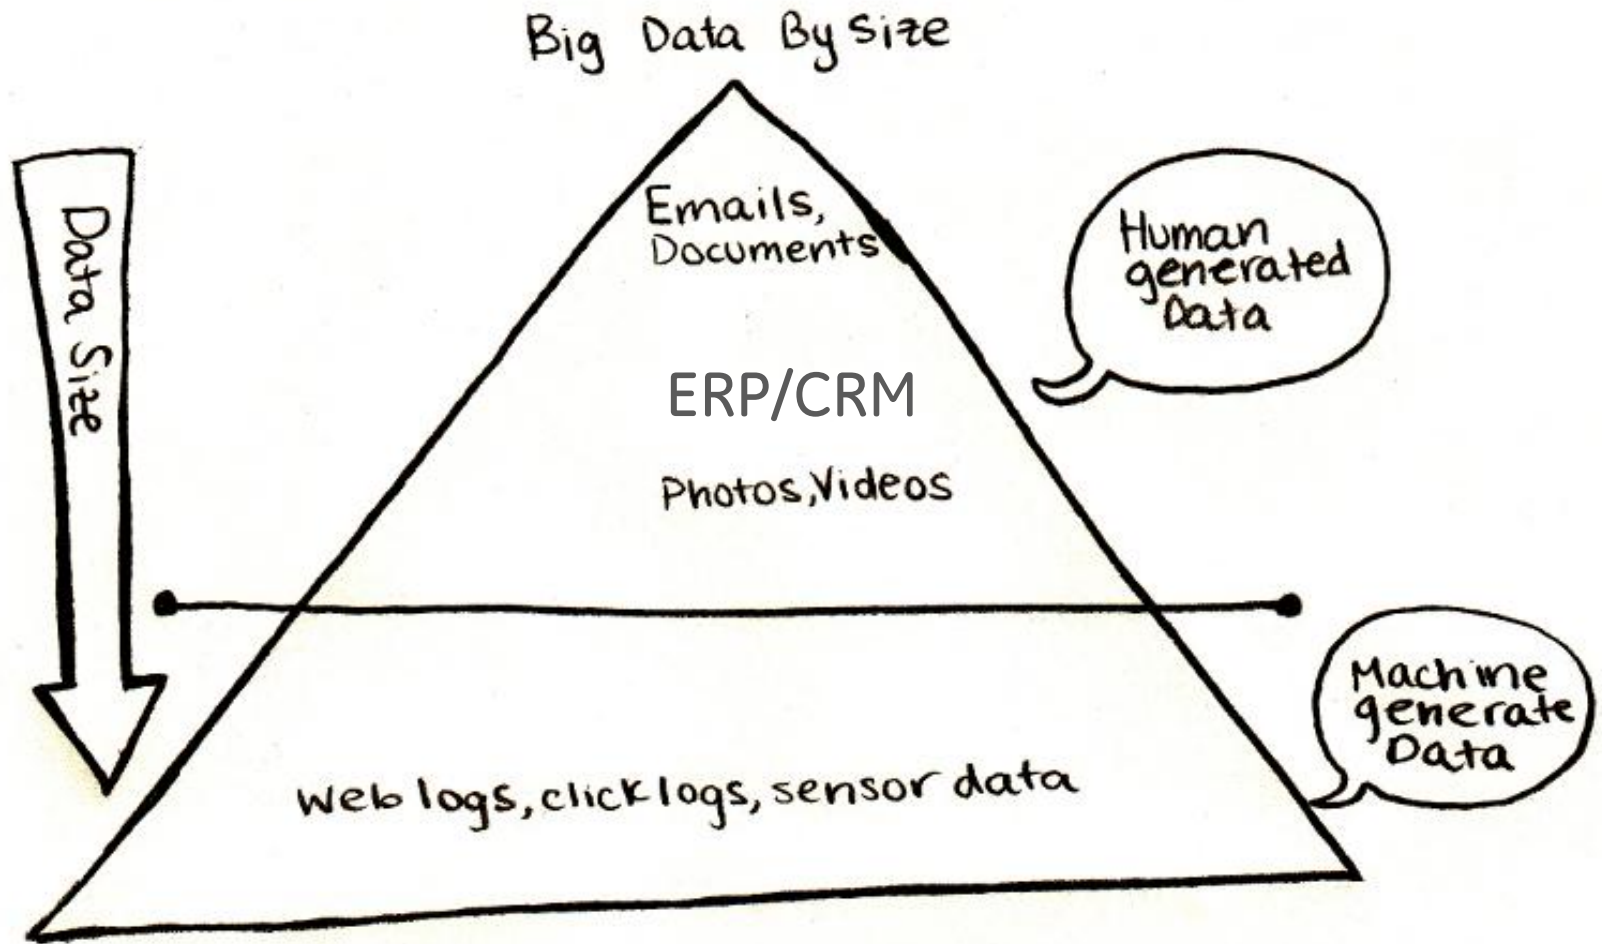 Big Data By Size
Data Size
Emails,
Documents
Human
generated
Data
ERP/CRM
Photos,Videos
Machine
generate
Data
Web logs, click logs, sensor data